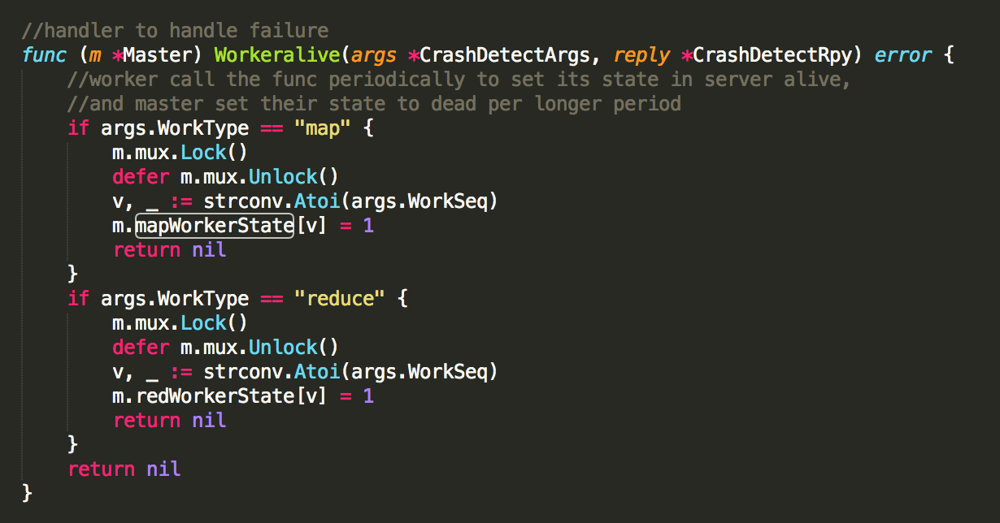 //handler to handle failure
func (m *Master) Workeralive(args *CrashDetectArgs, reply *CrashDetectRpy) error {
    //worker call the func periodically to set its state in server alive,
    //and master set their state to dead per longer period
    if args.WorkType == "map" {
        m.mux.Lock()
        defer m.mux.Unlock()
        v, _ := strconv.Atoi(args.WorkSeq)
        m.mapWorkerState[v] = 1
        return nil
    }
    if args.WorkType == "reduce" {
        m.mux.Lock()
        defer m.mux.Unlock()
        v, _ := strconv.Atoi(args.WorkSeq)
        m.redWorkerState[v] = 1
        return nil
    }
    return nil
}